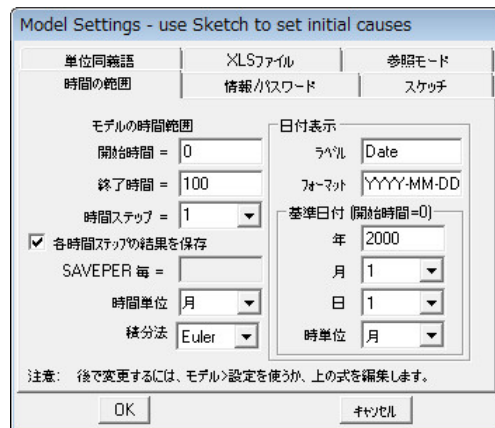 Model Settings - use Sketch to set initial causes
単位同義語 XLSファイル 参照モード
時間の範囲 情報/パスワード スケッチ
モデルの時間範囲
開始時間 = 0
終了時間 = 100
時間ステップ = 1
各時間ステップの結果を保存
SAVEPER 毎 =
時間単位 月
積分法 Euler
日付表示
ラベル Date
フォーマット YYYY-MM-DD
基準日付 (開始時間=0)
年 2000
月 1
日 1
時単位 月
注意: 後で変更するには、モデル>設定を使うか、上の式を編集します。
OK キャンセル